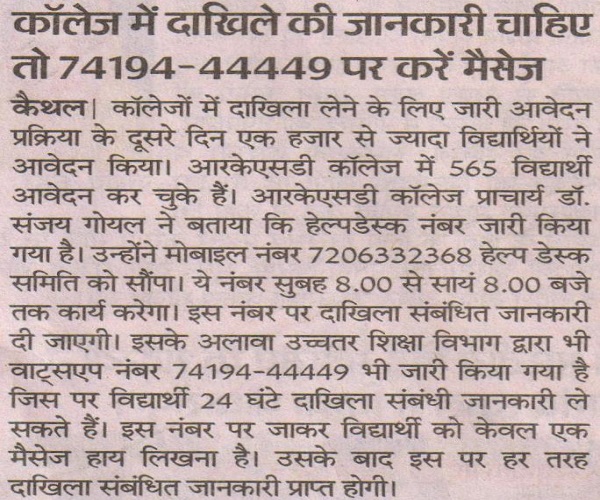 कॉलेज में दाखिले की जानकारी चाहिए
तो 74194-44449 पर करें मैसेज
कैथल| कॉलेजों में दाखिला लेने के लिए जारी आवेदन
प्रक्रिया के दूसरे दिन एक हजार से ज्यादा विद्यार्थियों ने
आवेदन किया। आरकेएसडी कॉलेज में 565 विद्यार्थी
आवेदन कर चुके हैं। आरकेएसडी कॉलेज प्राचार्य डॉ.
संजय गोयल ने बताया कि हेल्पडेस्क नंबर जारी किया
गया है। उन्होंने मोबाइल नंबर 7206332368 हेल्प डेस्क
समिति को सौंपा। ये नंबर सुबह 8.00 से सायं 8.00 बजे
तक कार्य करेगा। इस नंबर पर दाखिला संबंधित जानकारी
दी जाएगी। इसके अलावा उच्चतर शिक्षा विभाग द्वारा भी
वाट्सएप नंबर 74194-44449 भी जारी किया गया है
जिस पर विद्यार्थी 24 घंटे दाखिला संबंधी जानकारी ले
सकते हैं। इस नंबर पर जाकर विद्यार्थी को केवल एक
मैसेज हाय लिखना है। उसके बाद इस पर हर तरह
दाखिला संबंधित जानकारी प्राप्त होगी।